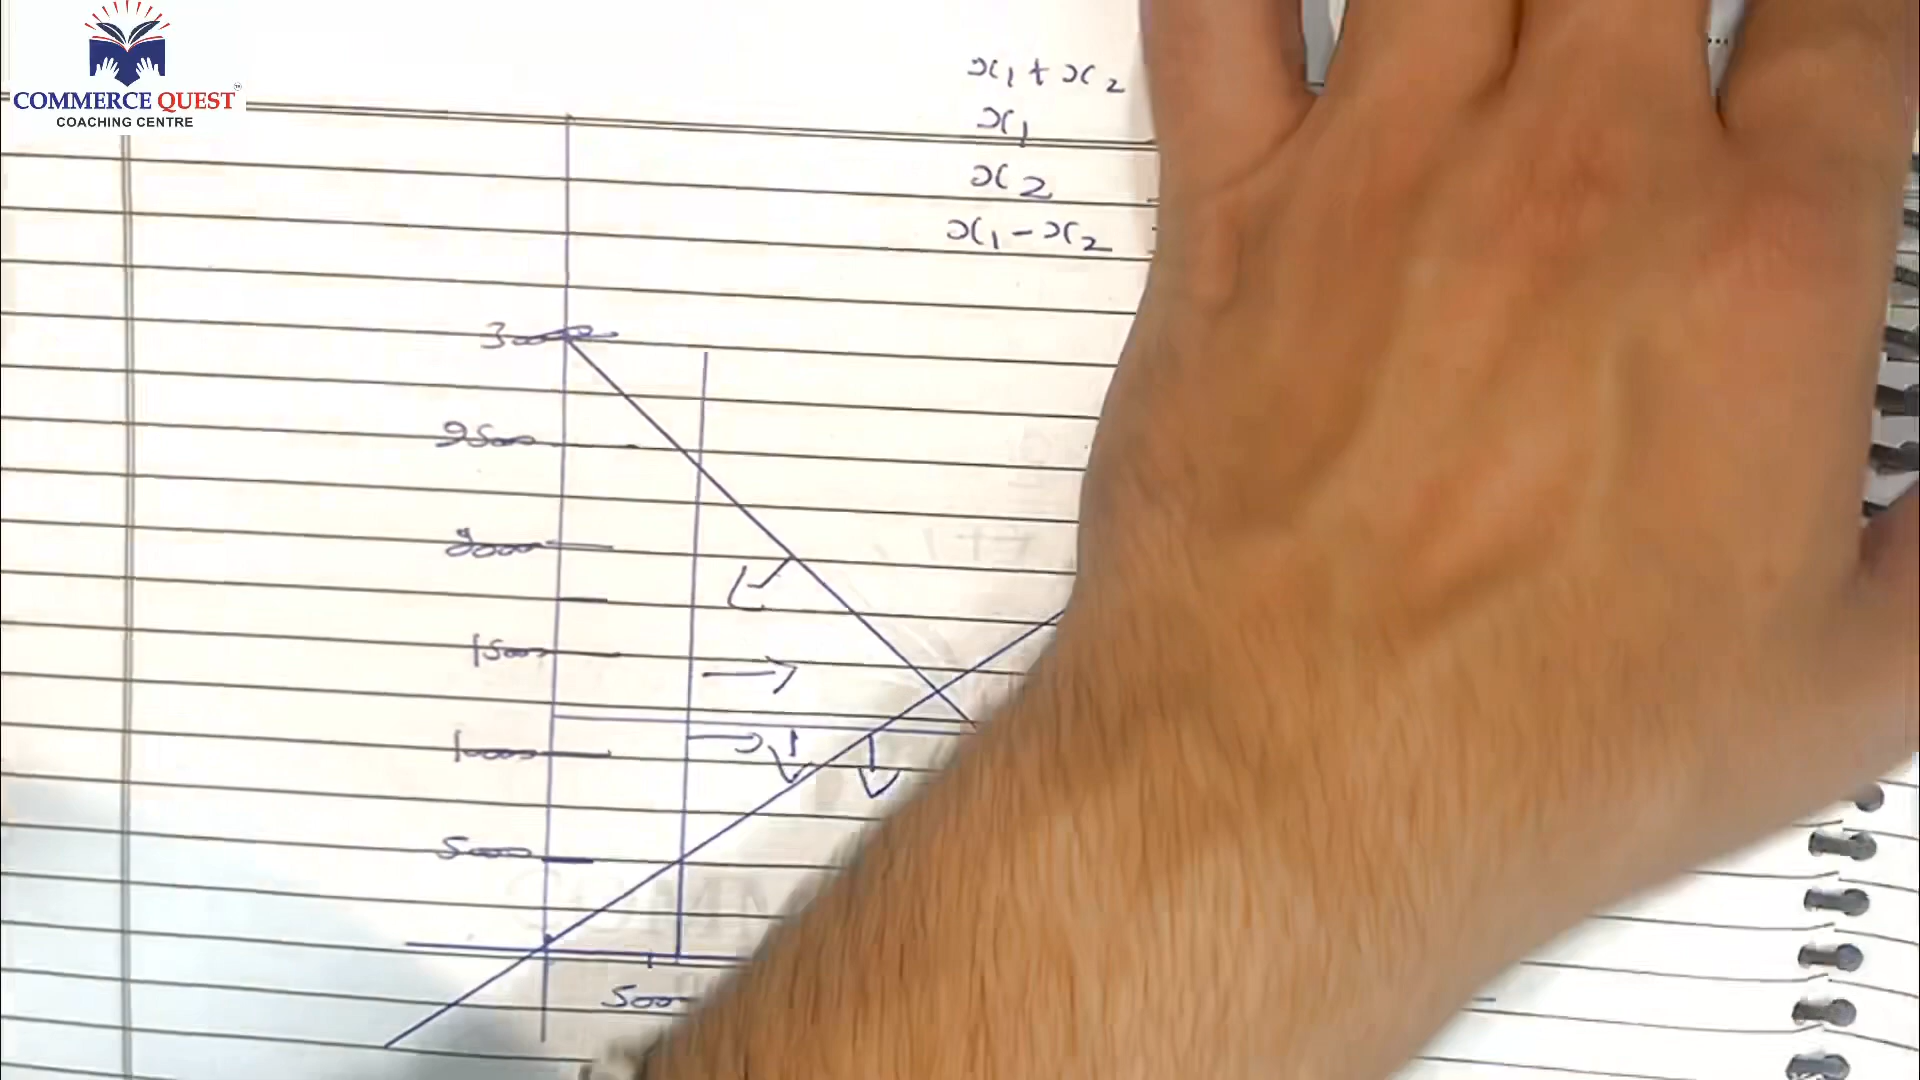 COMMERCE QUEST
COACHING CENTRE
x₁ + x₂
x₁
x₂
x₁ - x₂
3000
2500
2000
1500
1000
500
500